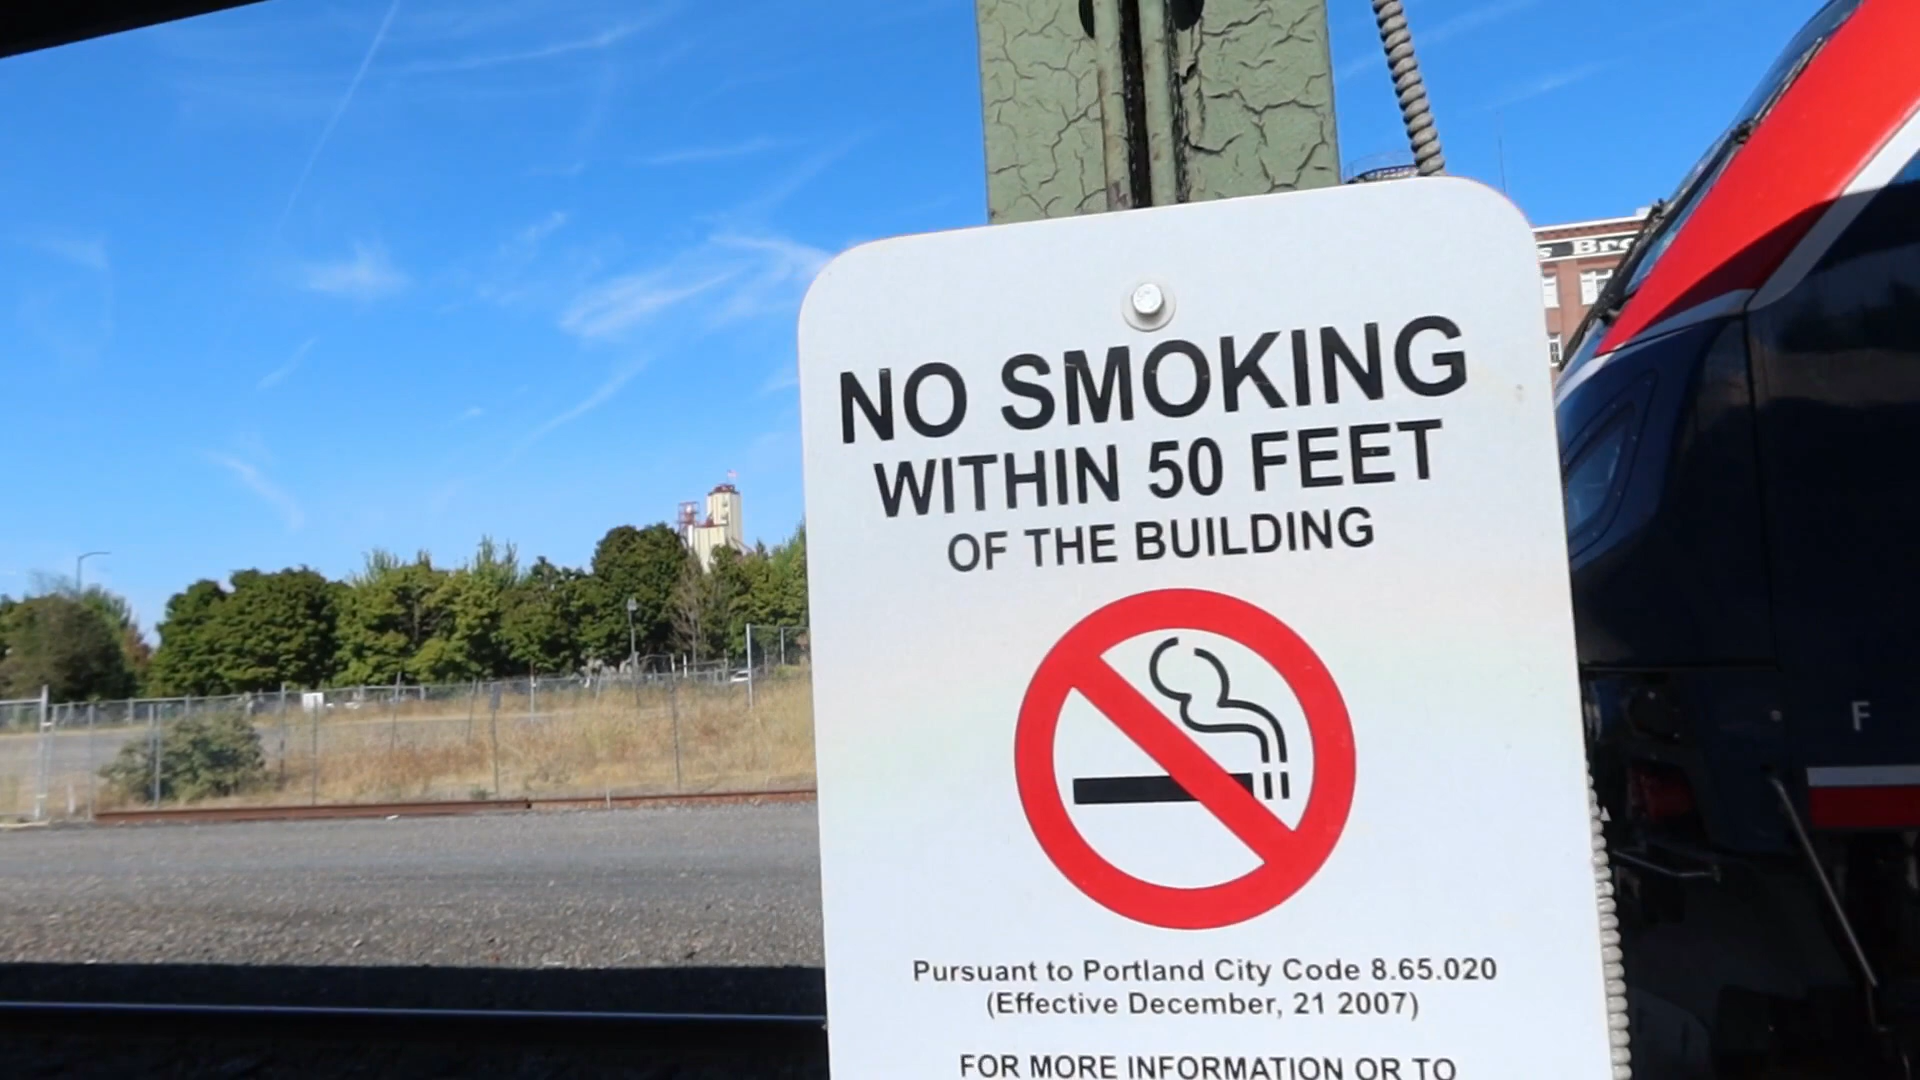 s Bro
NO SMOKING
WITHIN 50 FEET
OF THE BUILDING
Pursuant to Portland City Code 8.65.020
(Effective December, 21 2007)
FOR MORE INFORMATION OR TO
F